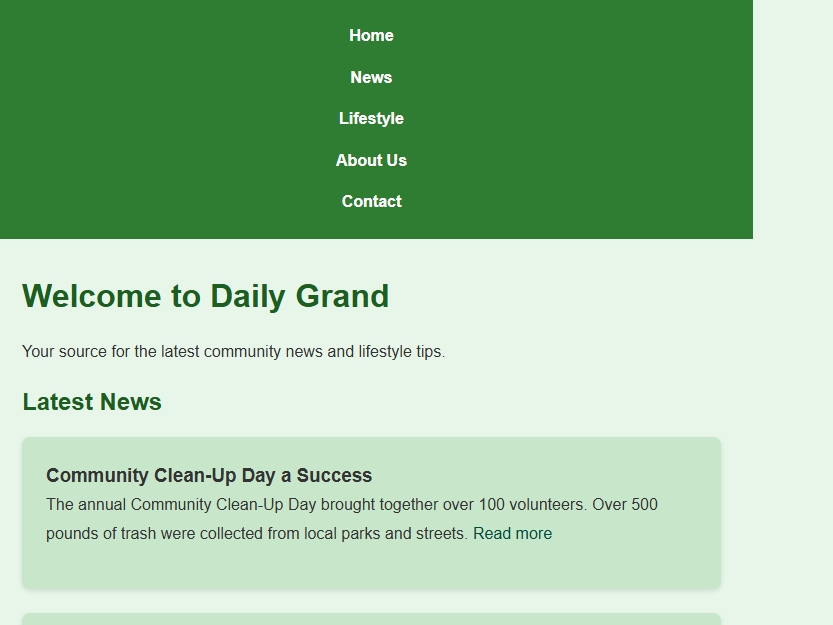 Home
News
Lifestyle
About Us
Contact
Welcome to Daily Grand
Your source for the latest community news and lifestyle tips.
Latest News
Community Clean-Up Day a Success
The annual Community Clean-Up Day brought together over 100 volunteers. Over 500
pounds of trash were collected from local parks and streets. Read more